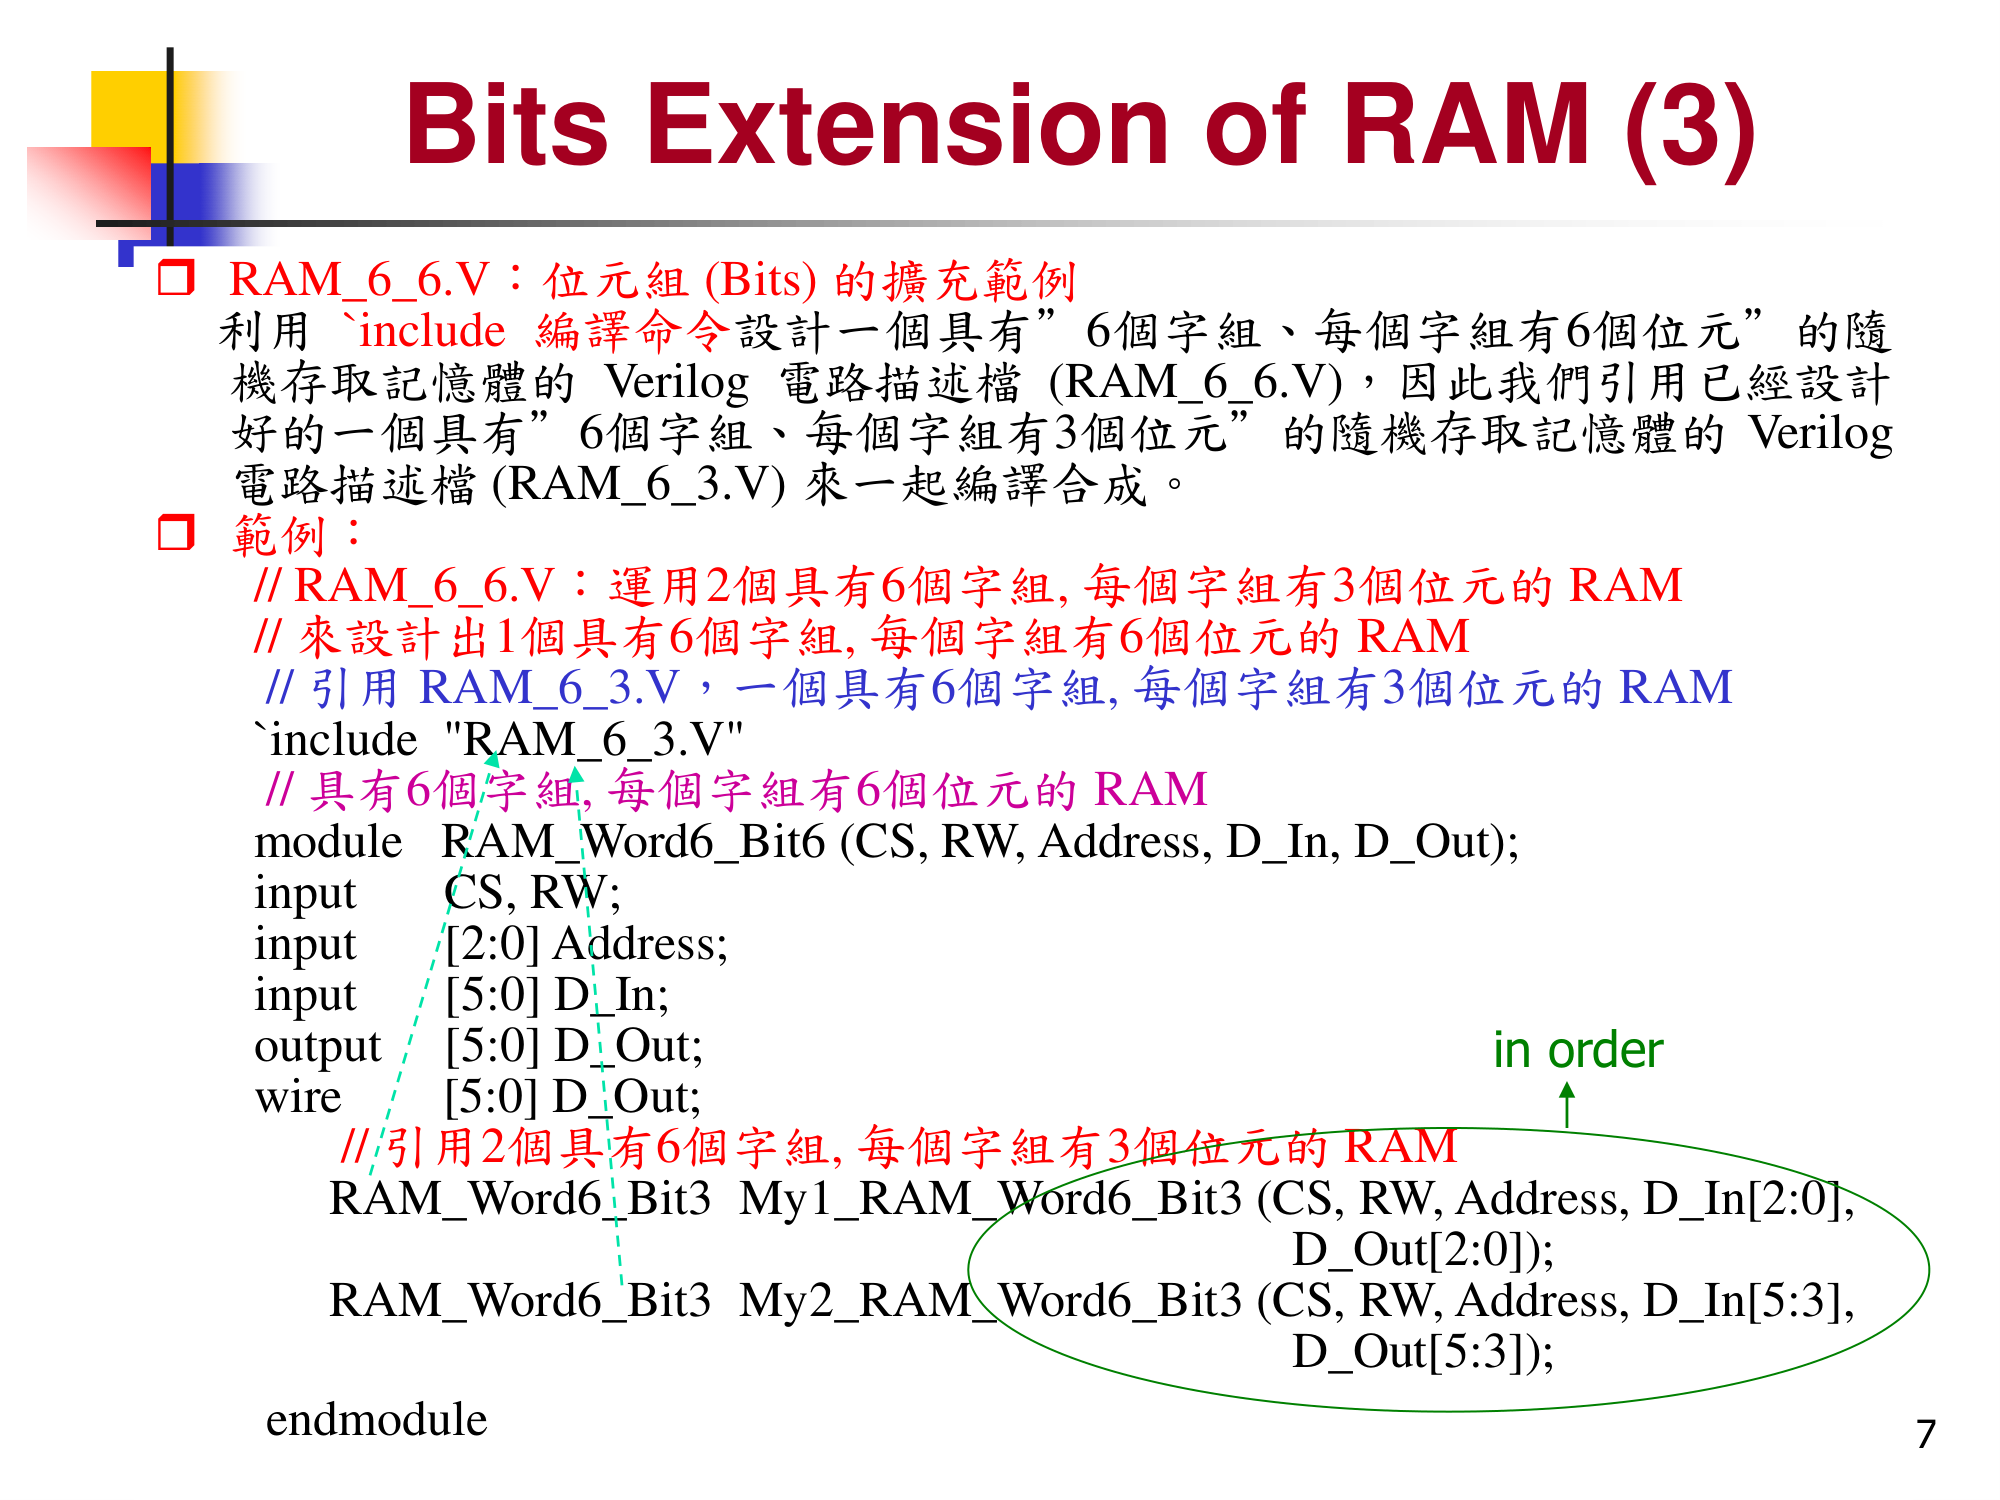 Bits Extension of RAM (3)
RAM_6_6.V：位元組 (Bits) 的擴充範例
利用 `include 編譯命令設計一個具有”6個字組、每個字組有6個位元”的隨
機存取記憶體的 Verilog 電路描述檔 (RAM_6_6.V)，因此我們引用已經設計
好的一個具有”6個字組、每個字組有3個位元”的隨機存取記憶體的 Verilog
電路描述檔 (RAM_6_3.V) 來一起編譯合成。
範例：
// RAM_6_6.V：運用2個具有6個字組, 每個字組有3個位元的 RAM
// 來設計出1個具有6個字組, 每個字組有6個位元的 RAM
// 引用 RAM_6_3.V，一個具有6個字組, 每個字組有3個位元的 RAM
`include "RAM_6_3.V"
// 具有6個字組, 每個字組有6個位元的 RAM
module RAM_Word6_Bit6 (CS, RW, Address, D_In, D_Out);
input CS, RW;
input [2:0] Address;
input [5:0] D_In;
output [5:0] D_Out;
wire [5:0] D_Out;
in order
// 引用2個具有6個字組, 每個字組有3個位元的 RAM
RAM_Word6_Bit3 My1_RAM_Word6_Bit3 (CS, RW, Address, D_In[2:0],
D_Out[2:0]);
RAM_Word6_Bit3 My2_RAM_Word6_Bit3 (CS, RW, Address, D_In[5:3],
D_Out[5:3]);
endmodule
7